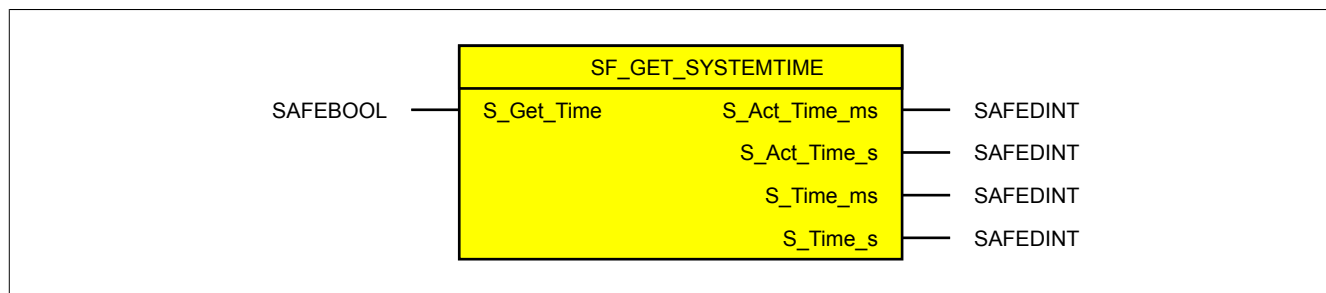 SF_GET_SYSTEMTIME
SAFEBOOL S_Get_Time S_Act_Time_ms SAFEDINT
S_Act_Time_s SAFEDINT
S_Time_ms SAFEDINT
S_Time_s SAFEDINT